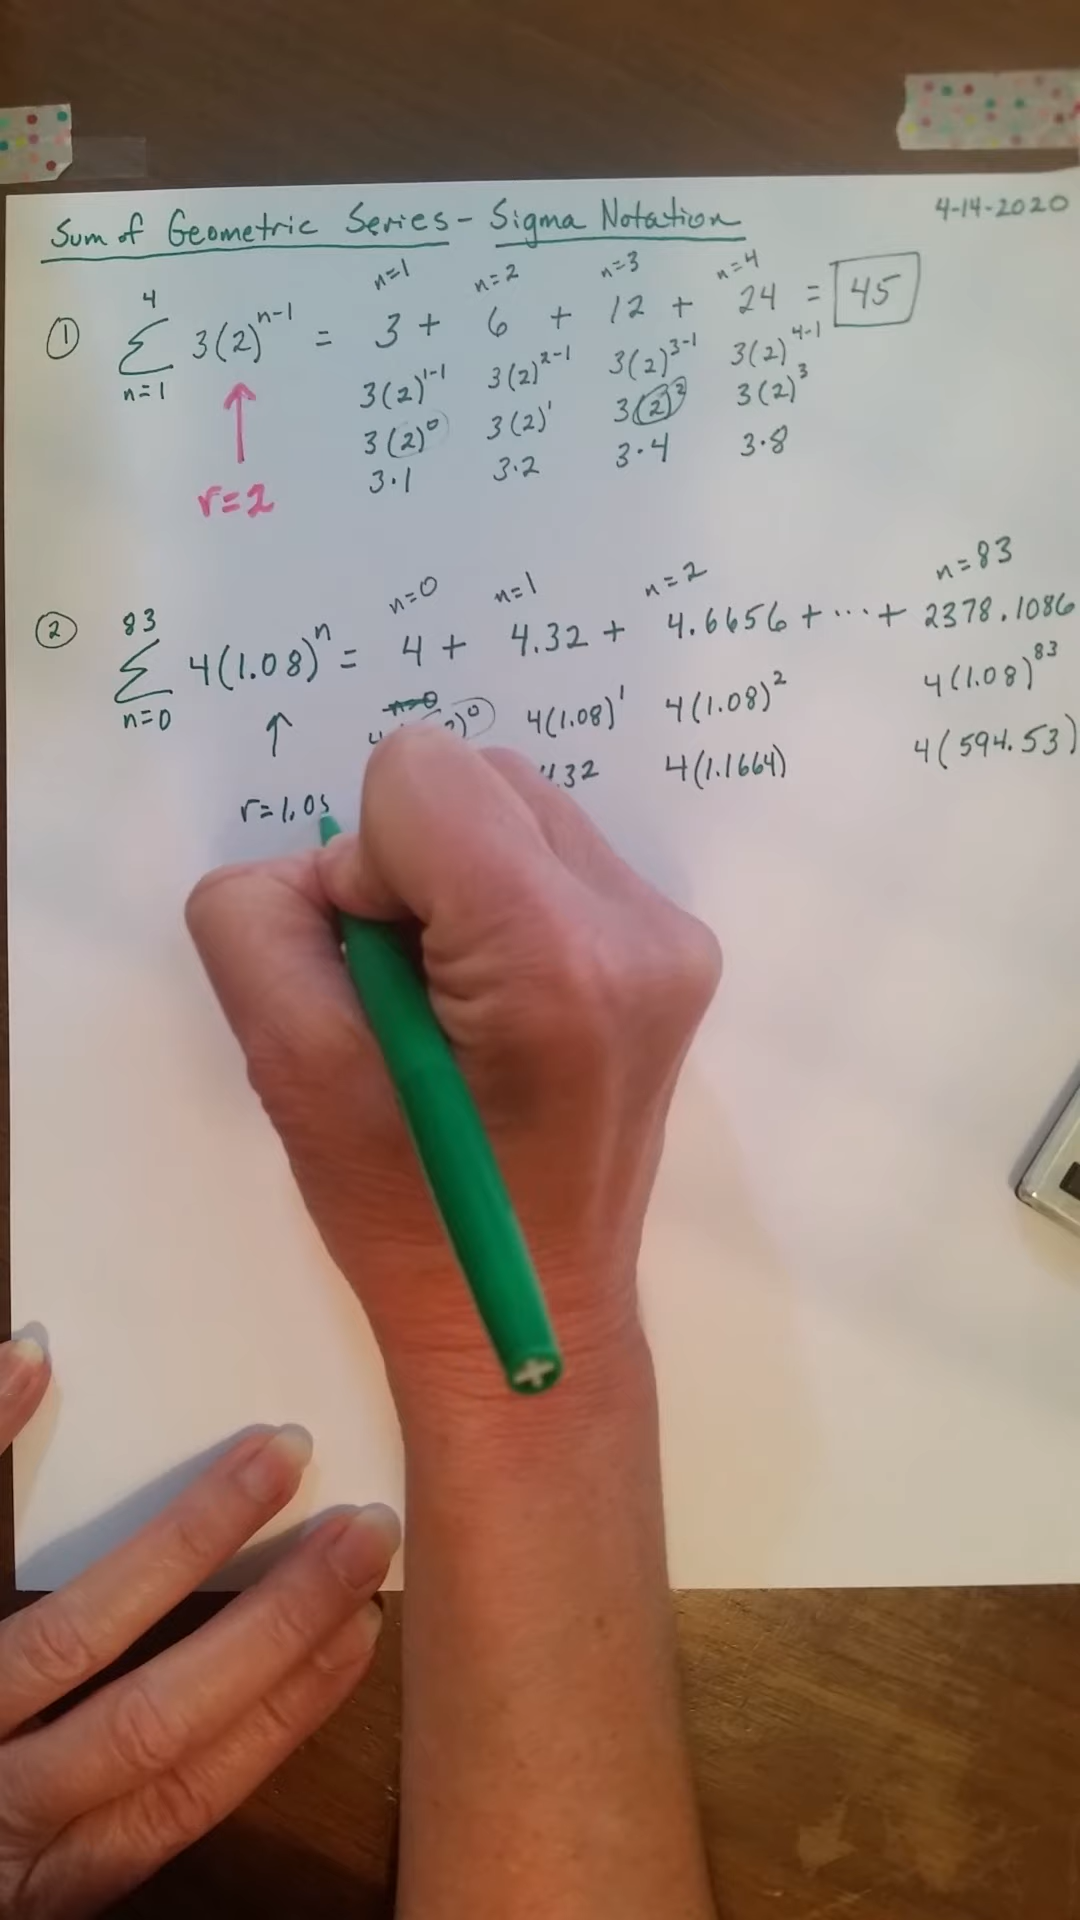 Sum of Geometric Series - Sigma Notation 4-14-2020
n=1 n=2 n=3 n=4
① 4 ∑ n=1 3(2)^{n-1} = 3 + 6 + 12 + 24 = 45
3(2)^{1-1} 3(2)^{2-1} 3(2)^{3-1} 3(2)^{4-1}
3(2)^0 3(2)^1 3(2)^2 3(2)^3
3·1 3·2 3·4 3·8
r=2
n=0 n=1 n=2 n=83
② 83 ∑ n=0 4(1.08)^n = 4 + 4.32 + 4.6656 + ... + 2378.1086
n=0
4(1.08)^1 4(1.08)^2 4(1.08)^{83}
4(1.1664) 4(594.53)